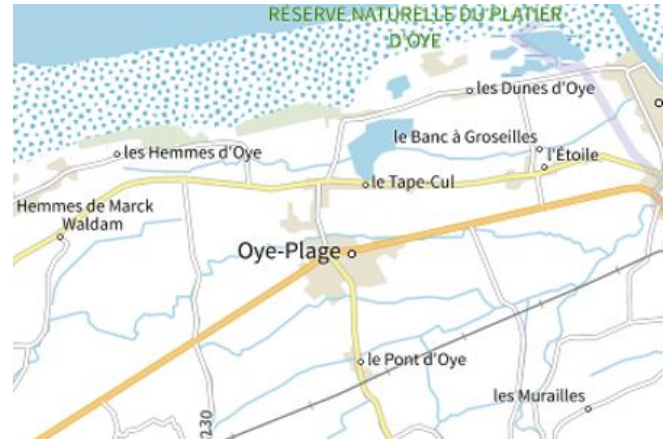 RÉSERVE NATURELLE DU PLATIER
D'OYE
les Dunes d'Oye
le Banc à Groseilles
les Hemmes d'Oye
l'Étoile
le Tape-Cul
Hemmes de Marck
Waldam
Oye-Plage
le Pont d'Oye
les Murailles